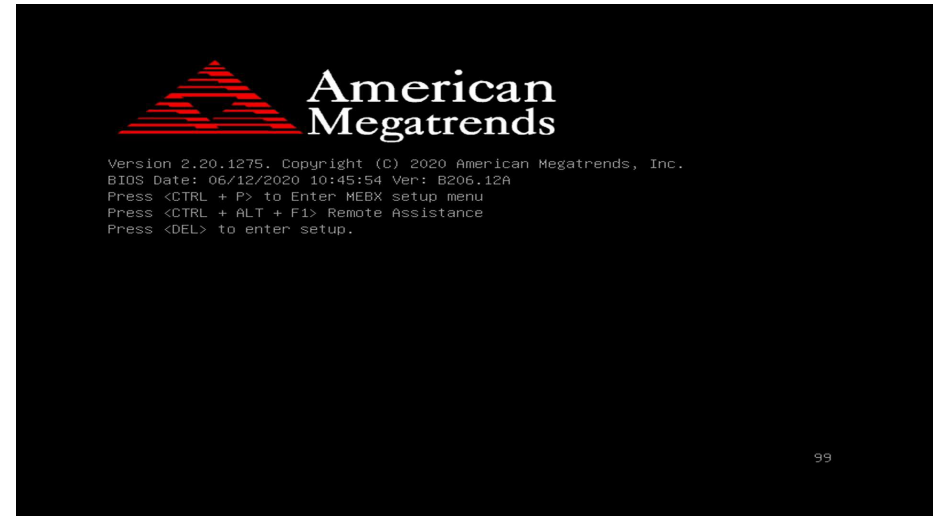 American
Megatrends
Version 2.20.1275. Copyright (C) 2020 American Megatrends, Inc.
BIOS Date: 06/12/2020 10:45:54 Ver: B206.12A
Press <CTRL + P> to Enter MEBX setup menu
Press <CTRL + ALT + F1> Remote Assistance
Press <DEL> to enter setup.
99